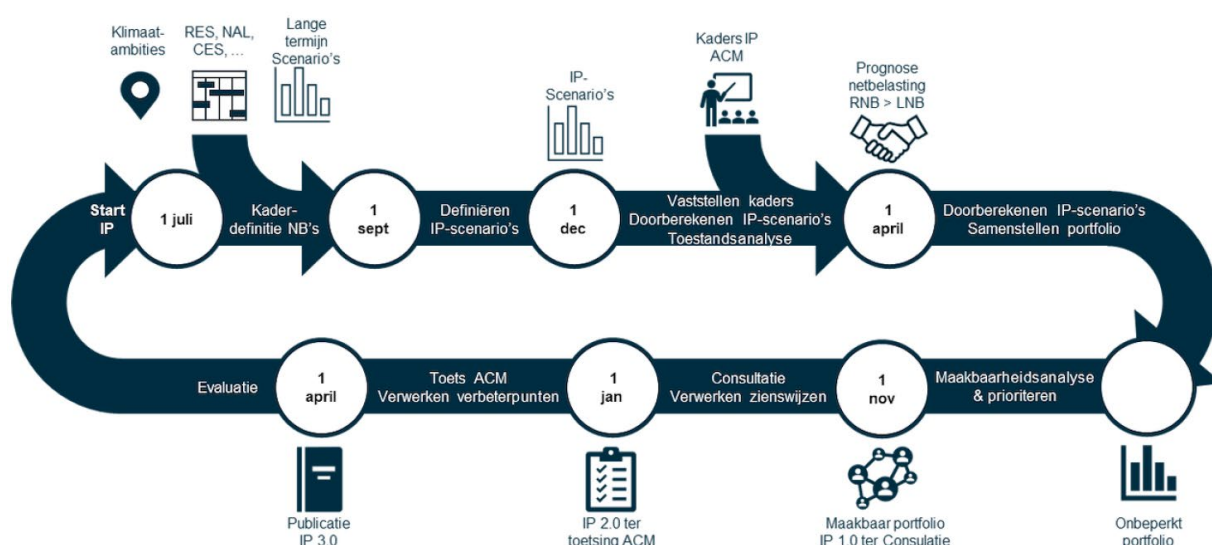 Klimaat-
ambities
RES, NAL,
CES, ...
Lange
termijn
Scenario's
IP-
Scenario's
Kaders IP
ACM
Prognose
netbelasting
RNB > LNB
Start
IP
1 juli
Kader-
definitie NB's
1
sept
Definiëren
IP-scenario's
1
dec
Vaststellen kaders
Doorberekenen IP-scenario's
Toestandsanalyse
1
april
Doorberekenen IP-scenario's
Samenstellen portfolio
Evaluatie
1
april
Toets ACM
Verwerken verbeterpunten
1
jan
Consultatie
Verwerken zienswijzen
1
nov
Maakbaarheidsanalyse
& prioriteren
Publicatie
IP 3.0
IP 2.0 ter
toetsing ACM
Maakbaar portfolio
IP 1.0 ter Consulatie
Onbeperkt
portfolio